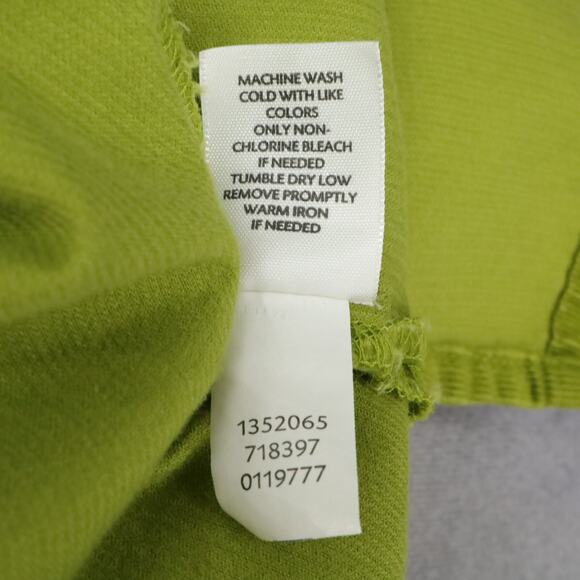 MACHINE WASH
COLD WITH LIKE
COLORS
ONLY NON-
CHLORINE BLEACH
IF NEEDED
TUMBLE DRY LOW
REMOVE PROMPTLY
WARM IRON
IF NEEDED
1352065
718397
0119777